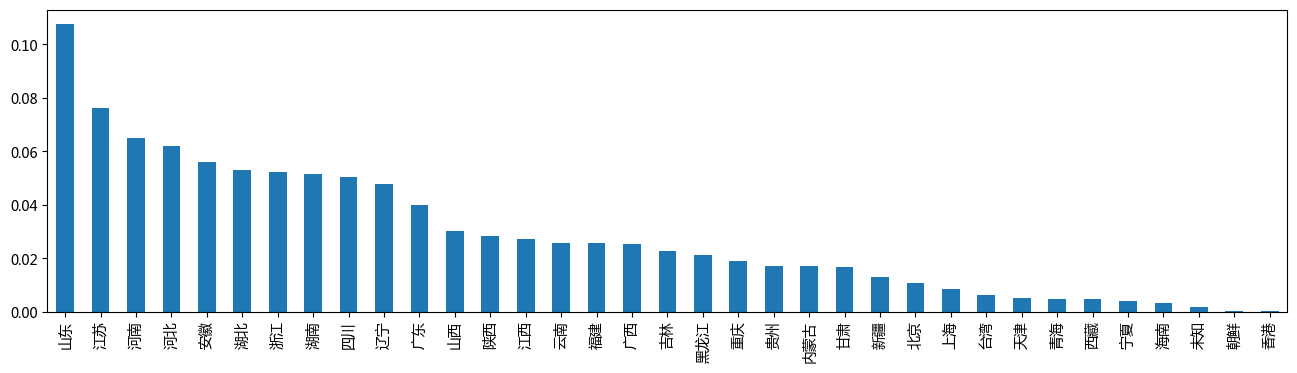 0.10
0.08
0.06
0.04
0.02
0.00
山东
江苏
河南
河北
安徽
湖北
浙江
湖南
四川
辽宁
广东
山西
陕西
江西
云南
福建
广西
吉林
黑龙江
重庆
贵州
内蒙古
甘肃
新疆
北京
上海
台湾
天津
青海
西藏
宁夏
海南
未知
朝鲜
香港